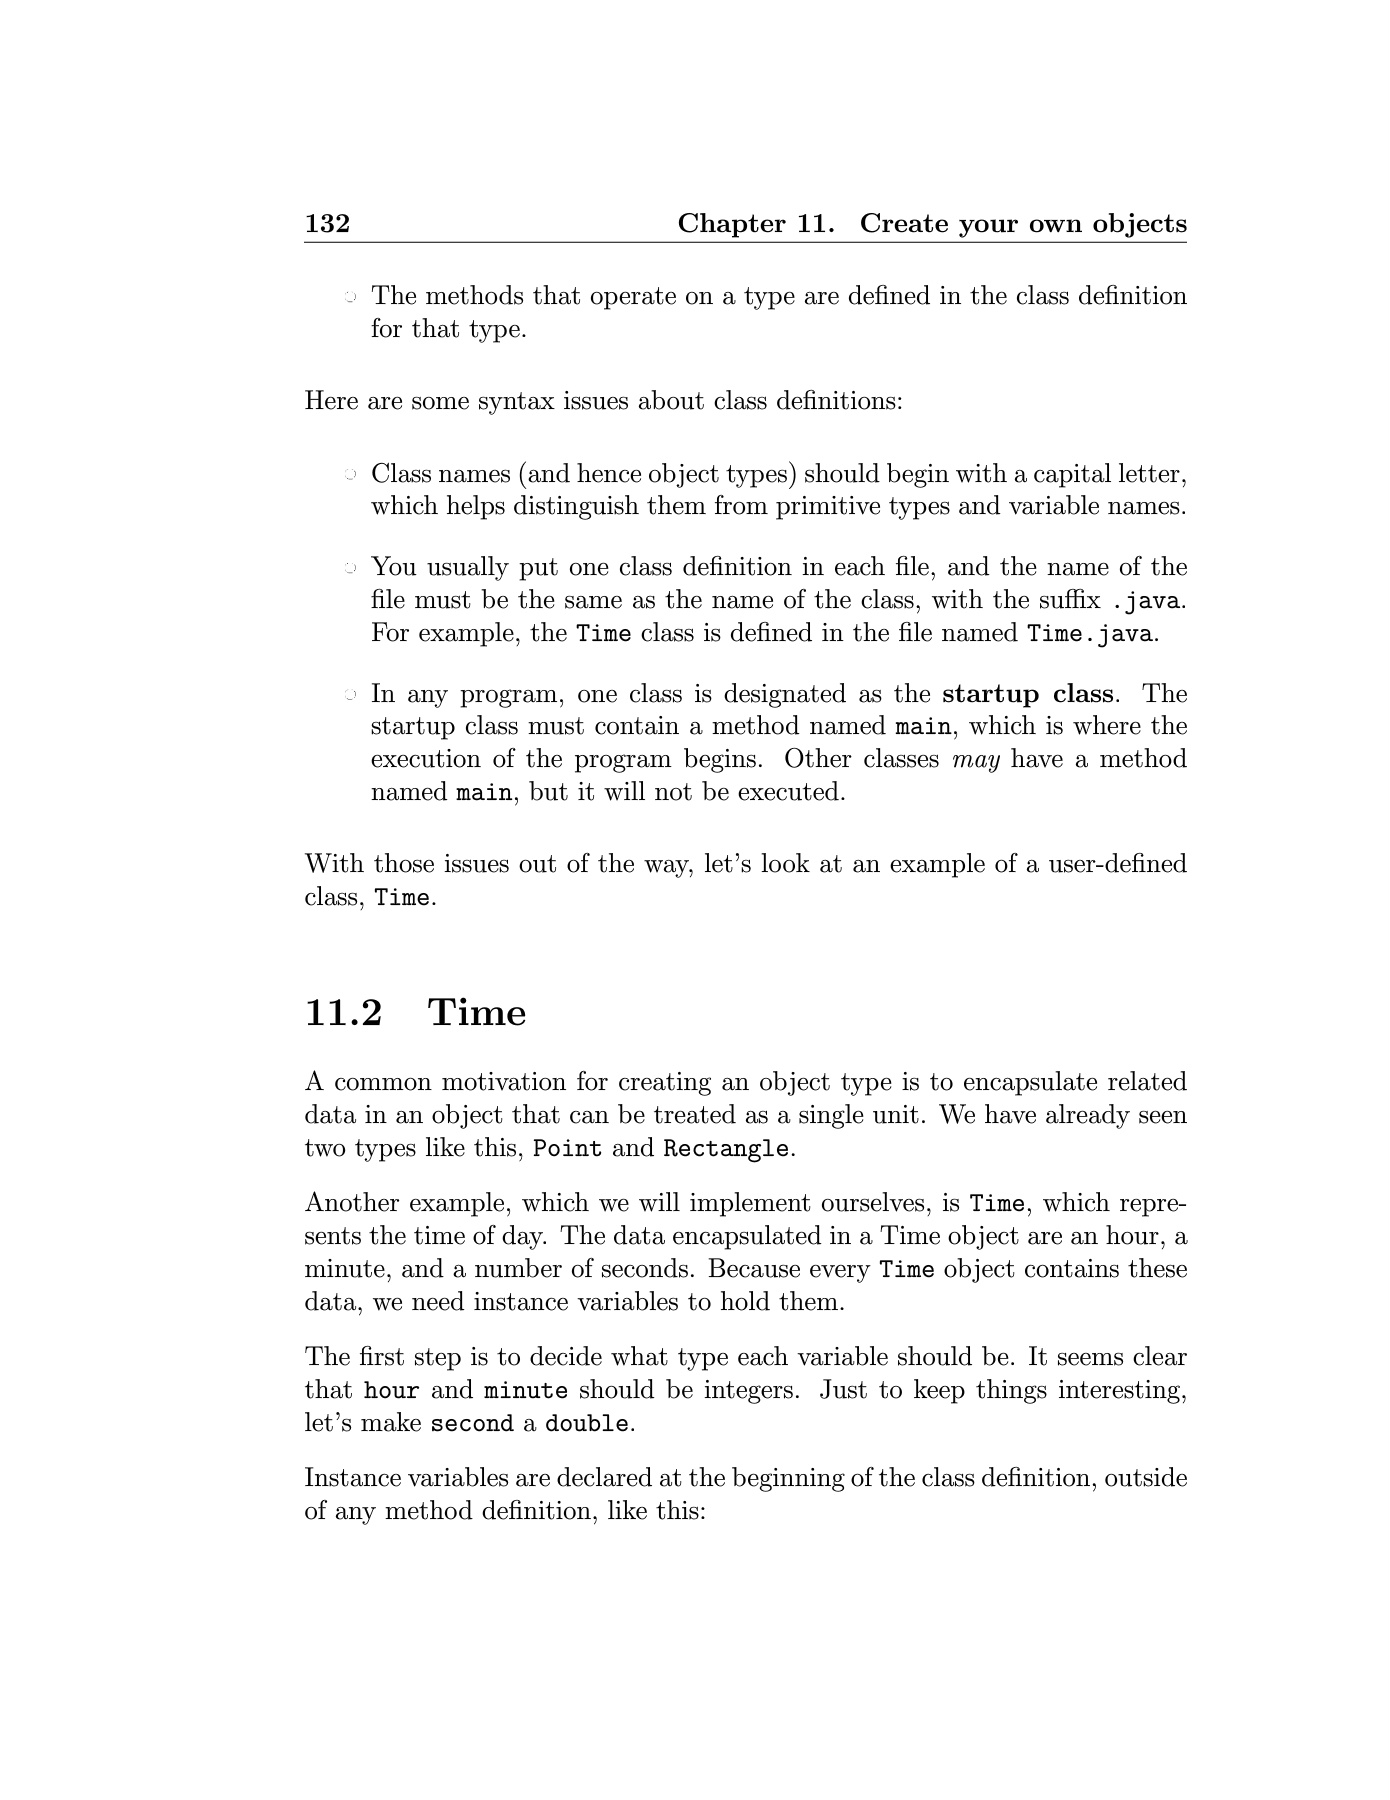 132 Chapter 11. Create your own objects
○ The methods that operate on a type are defined in the class definition
for that type.
Here are some syntax issues about class definitions:
○ Class names (and hence object types) should begin with a capital letter,
which helps distinguish them from primitive types and variable names.
○ You usually put one class definition in each file, and the name of the
file must be the same as the name of the class, with the suffix .java.
For example, the Time class is defined in the file named Time.java.
○ In any program, one class is designated as the startup class. The
startup class must contain a method named main, which is where the
execution of the program begins. Other classes may have a method
named main, but it will not be executed.
With those issues out of the way, let's look at an example of a user-defined
class, Time.
11.2 Time
A common motivation for creating an object type is to encapsulate related
data in an object that can be treated as a single unit. We have already seen
two types like this, Point and Rectangle.
Another example, which we will implement ourselves, is Time, which repre-
sents the time of day. The data encapsulated in a Time object are an hour, a
minute, and a number of seconds. Because every Time object contains these
data, we need instance variables to hold them.
The first step is to decide what type each variable should be. It seems clear
that hour and minute should be integers. Just to keep things interesting,
let's make second a double.
Instance variables are declared at the beginning of the class definition, outside
of any method definition, like this: